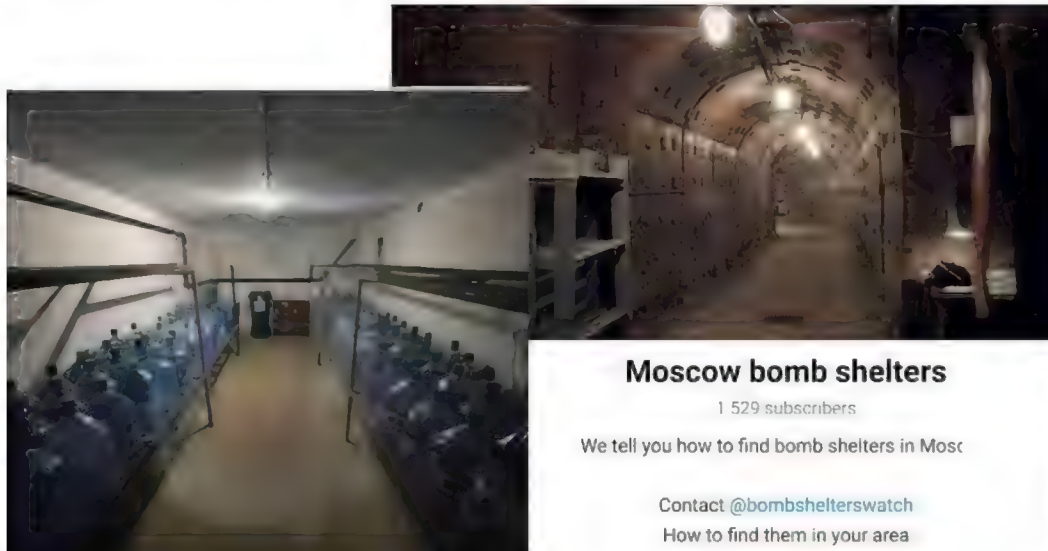 Moscow bomb shelters
1 529 subscribers
We tell you how to find bomb shelters in Mosc
Contact @bombshelterswatch
How to find them in your area